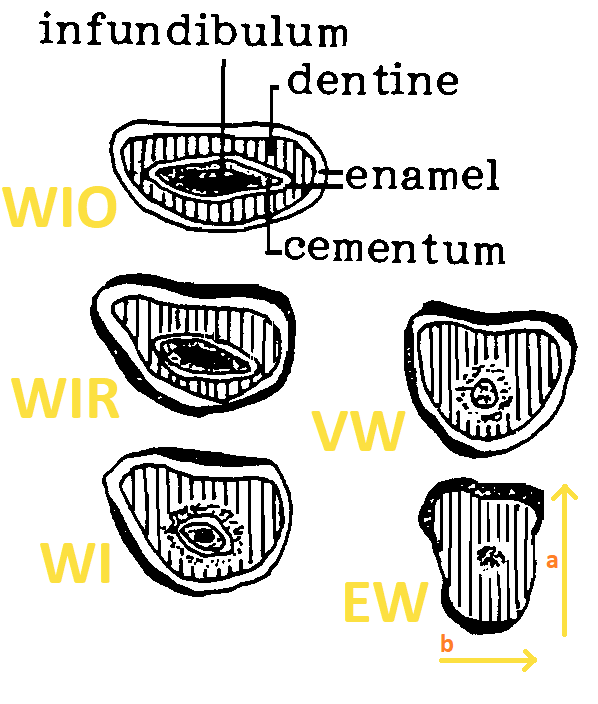 infundibulum
dentine
enamel
WIO
cementum
WIR
VW
WI
EW
a
b